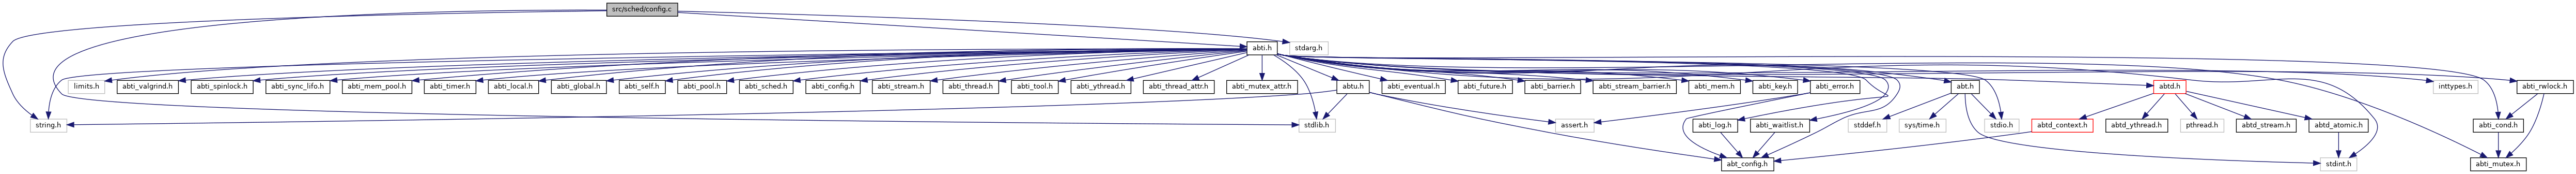 src/sched/config.c
abti.h
stdarg.h
limits.h
abti_valgrind.h
abti_spinlock.h
abti_sync_lifo.h
abti_mem_pool.h
abti_timer.h
abti_local.h
abti_global.h
abti_self.h
abti_pool.h
abti_sched.h
abti_config.h
abti_stream.h
abti_thread.h
abti_tool.h
abti_ythread.h
abti_thread_attr.h
abti_mutex_attr.h
abtu.h
abti_eventual.h
abti_future.h
abti_barrier.h
abti_stream_barrier.h
abti_mem.h
abti_key.h
abti_error.h
abt.h
abtd.h
inttypes.h
abti_rwlock.h
string.h
stdlib.h
assert.h
abti_log.h
abti_waitlist.h
stddef.h
sys/time.h
stdio.h
abtd_context.h
abtd_ythread.h
pthread.h
abtd_stream.h
abtd_atomic.h
abti_cond.h
abt_config.h
stdint.h
abti_mutex.h